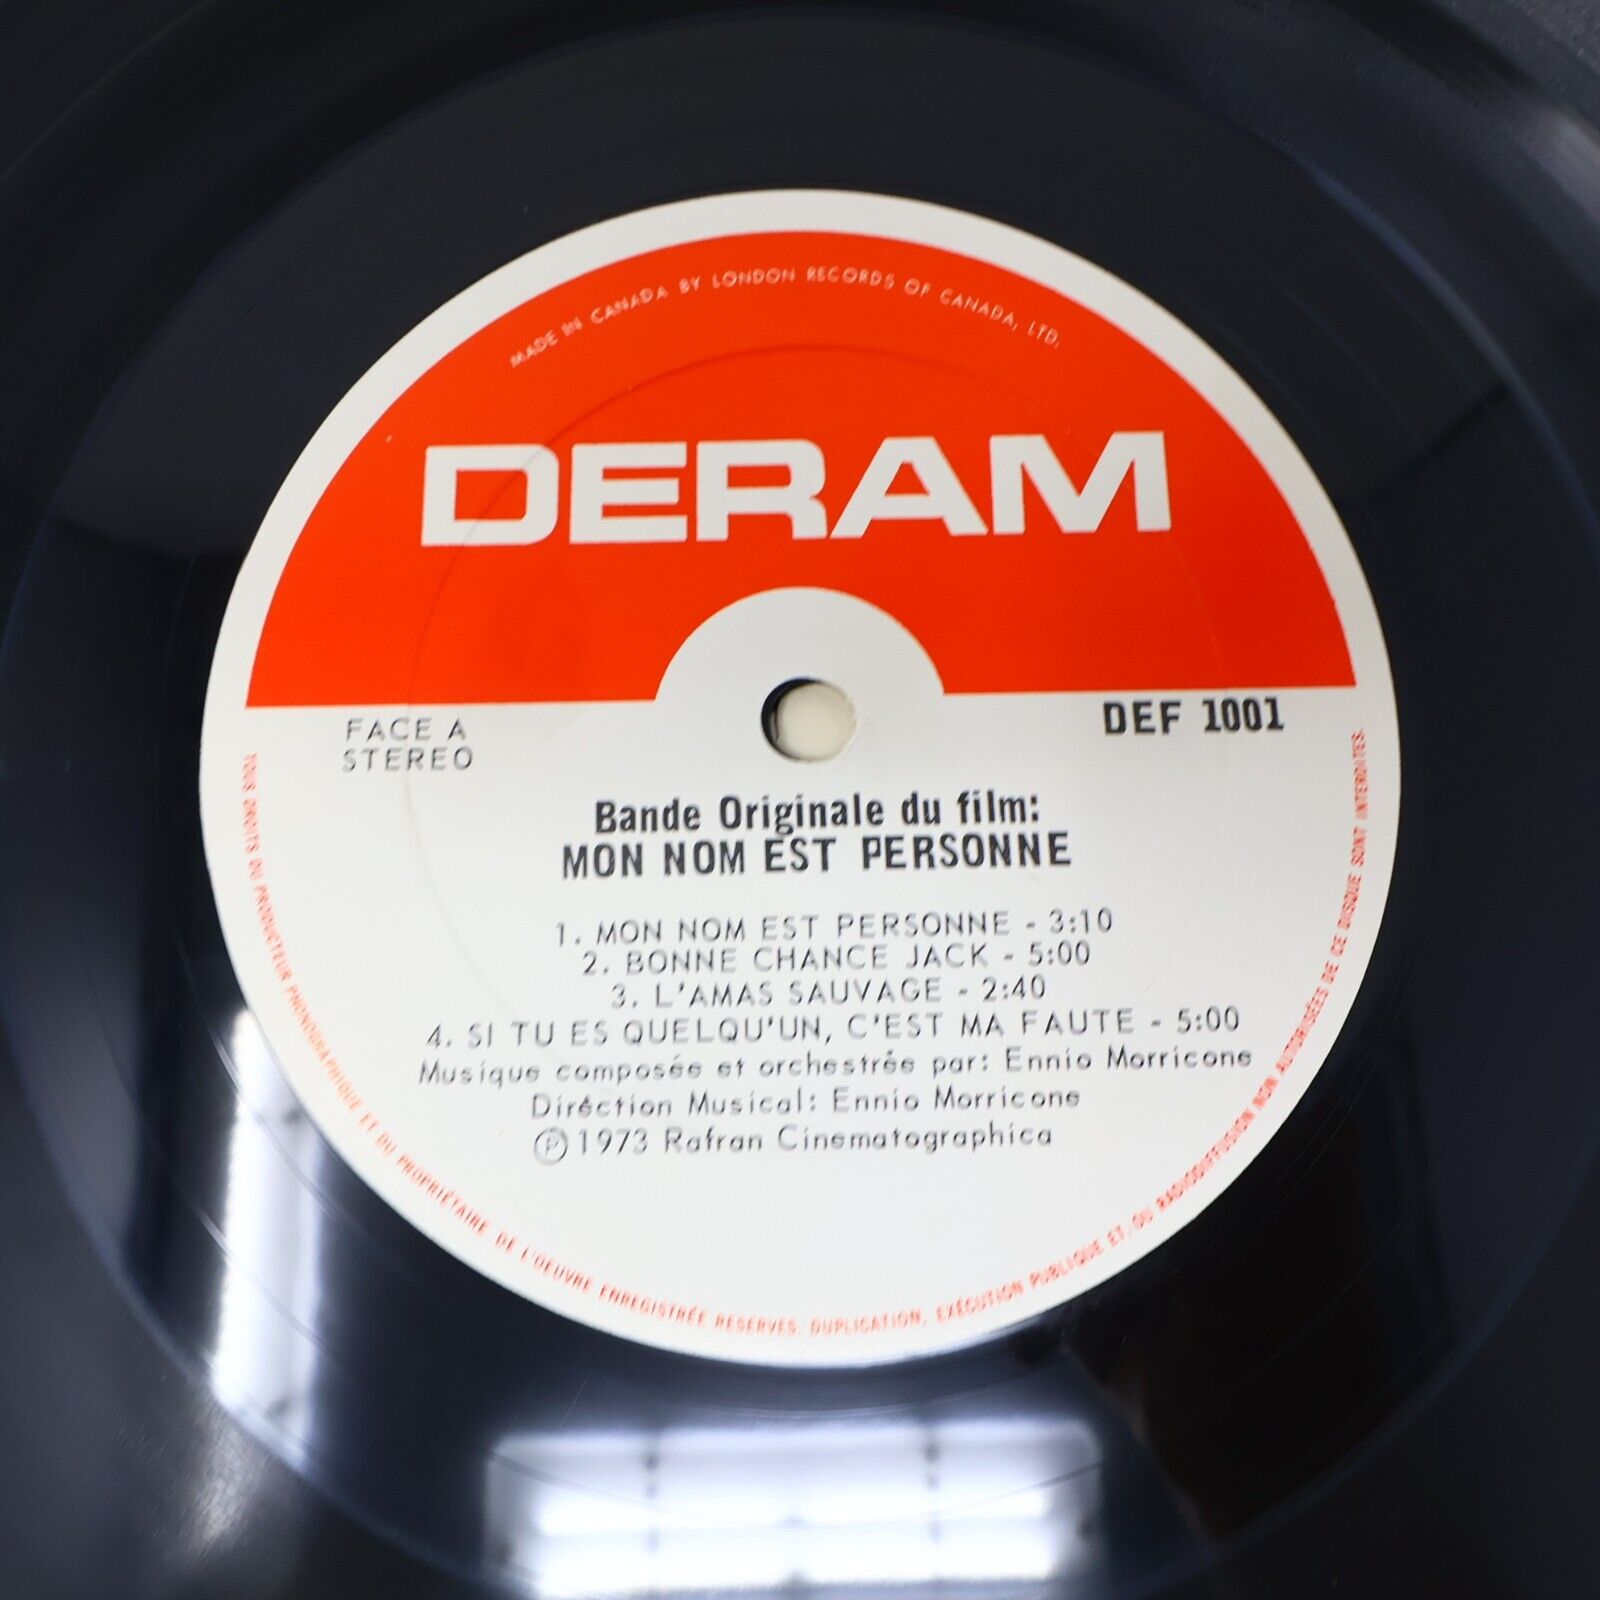 MADE IN CANADA BY LONDON RECORDS OF CANADA, LTD.
DERAM
FACE A
STEREO
DEF 1001
Bande Originale du film:
MON NOM EST PERSONNE
1. MON NOM EST PERSONNE - 3:10
2. BONNE CHANCE JACK - 5:00
3. L'AMAS SAUVAGE - 2:40
4. SI TU ES QUELQU'UN, C'EST MA FAUTE - 5:00
Musique composée et orchestrée par: Ennio Morricone
Diréction Musical: Ennio Morricone
Ⓟ 1973 Rafran Cinematographica
TOUS DROITS DU PRODUCTEUR PHONOGRAPHIQUE ET DU PROPRIÉTAIRE DE L'OEUVRE ENREGISTRÉE RESERVES. DUPLICATION, EXÉCUTION PUBLIQUE ET/OU RADIODIFFUSION NON AUTORISÉES DE CE DISQUE SONT INTERDITES.